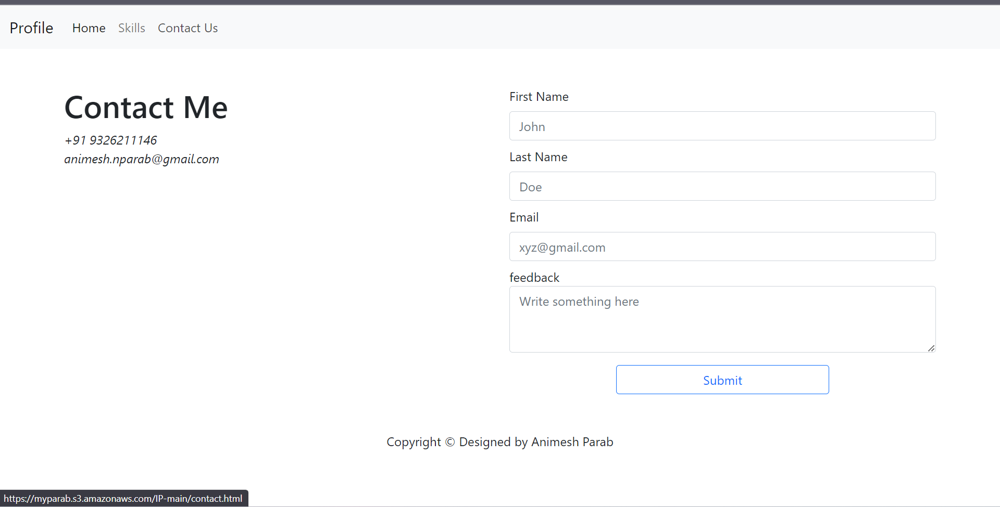 Profile Home Skills Contact Us
Contact Me
+91 9326211146
animesh.nparab@gmail.com
First Name
John
Last Name
Doe
Email
xyz@gmail.com
feedback
Write something here
Submit
Copyright © Designed by Animesh Parab
https://myparab.s3.amazonaws.com/IP-main/contact.html